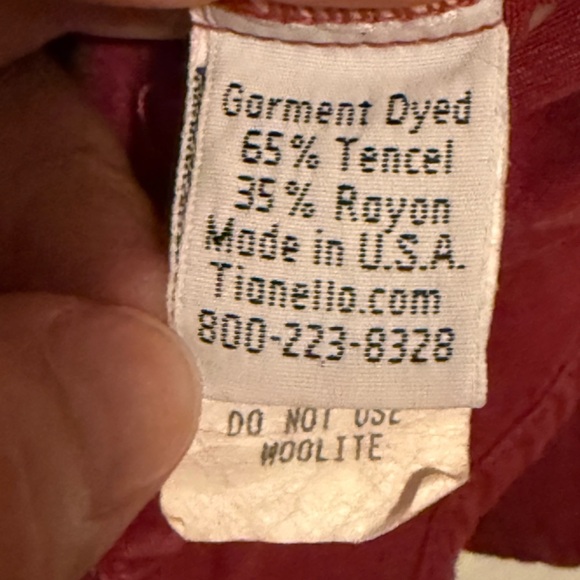 Garment Dyed
65% Tencel
35% Rayon
Made in U.S.A.
Tianello.com
800-223-8328
DO NOT USE
WOOLITE